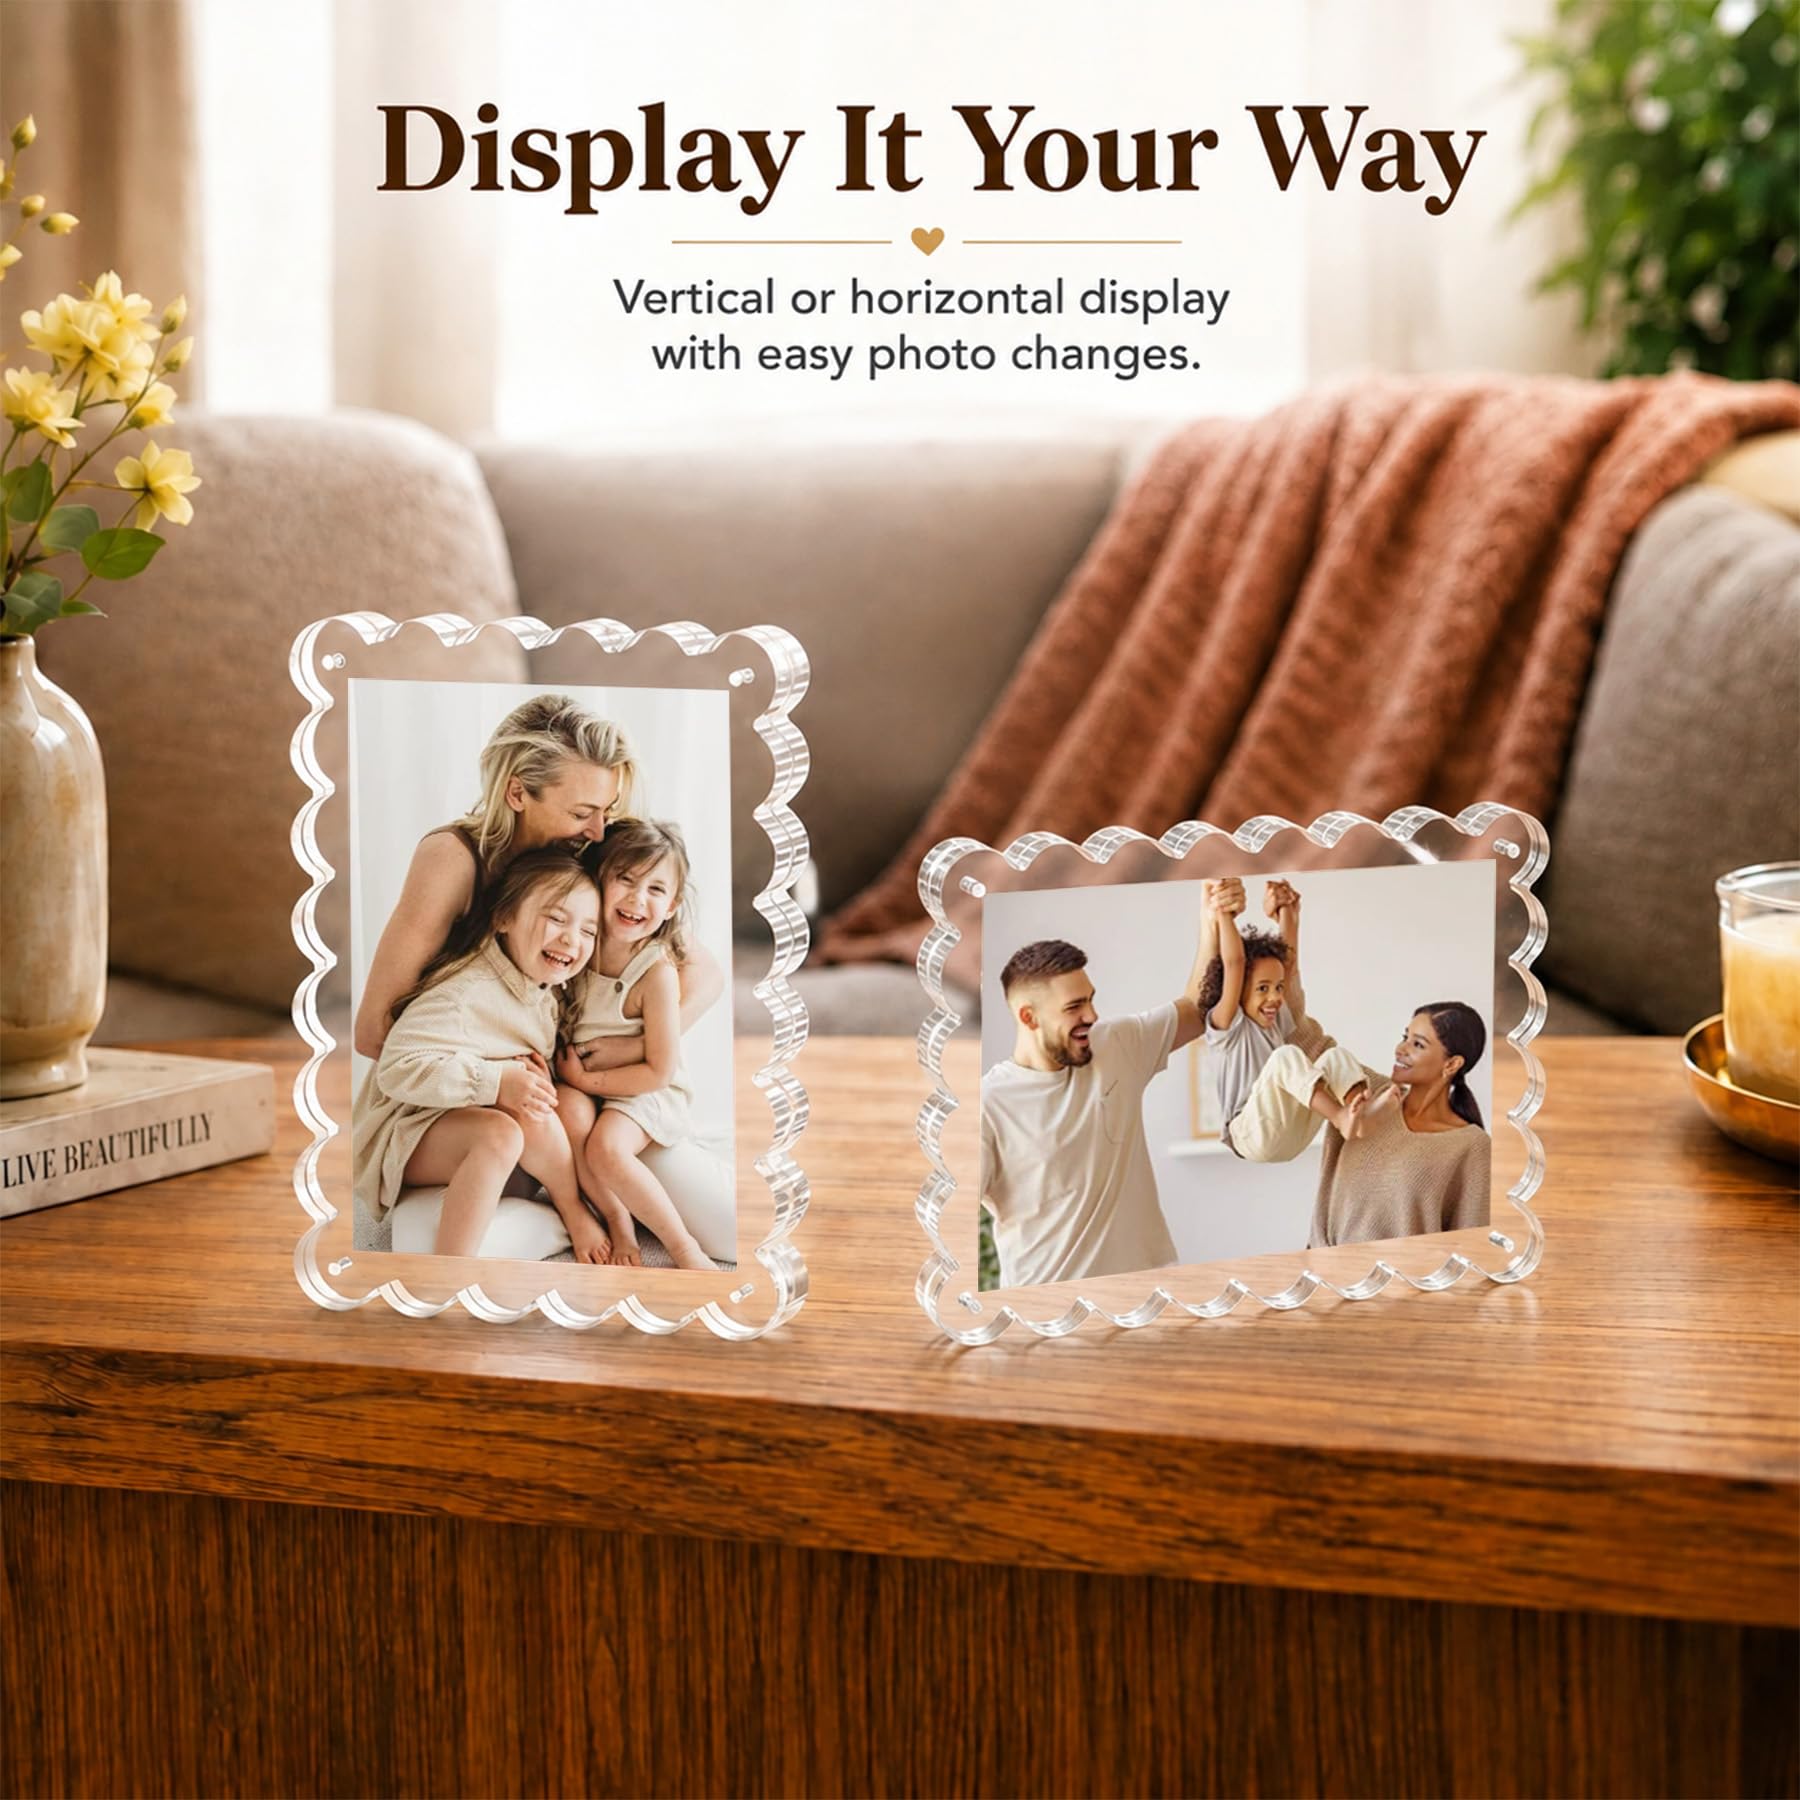 Display It Your Way
Vertical or horizontal display
with easy photo changes.
LIVE BEAUTIFULLY